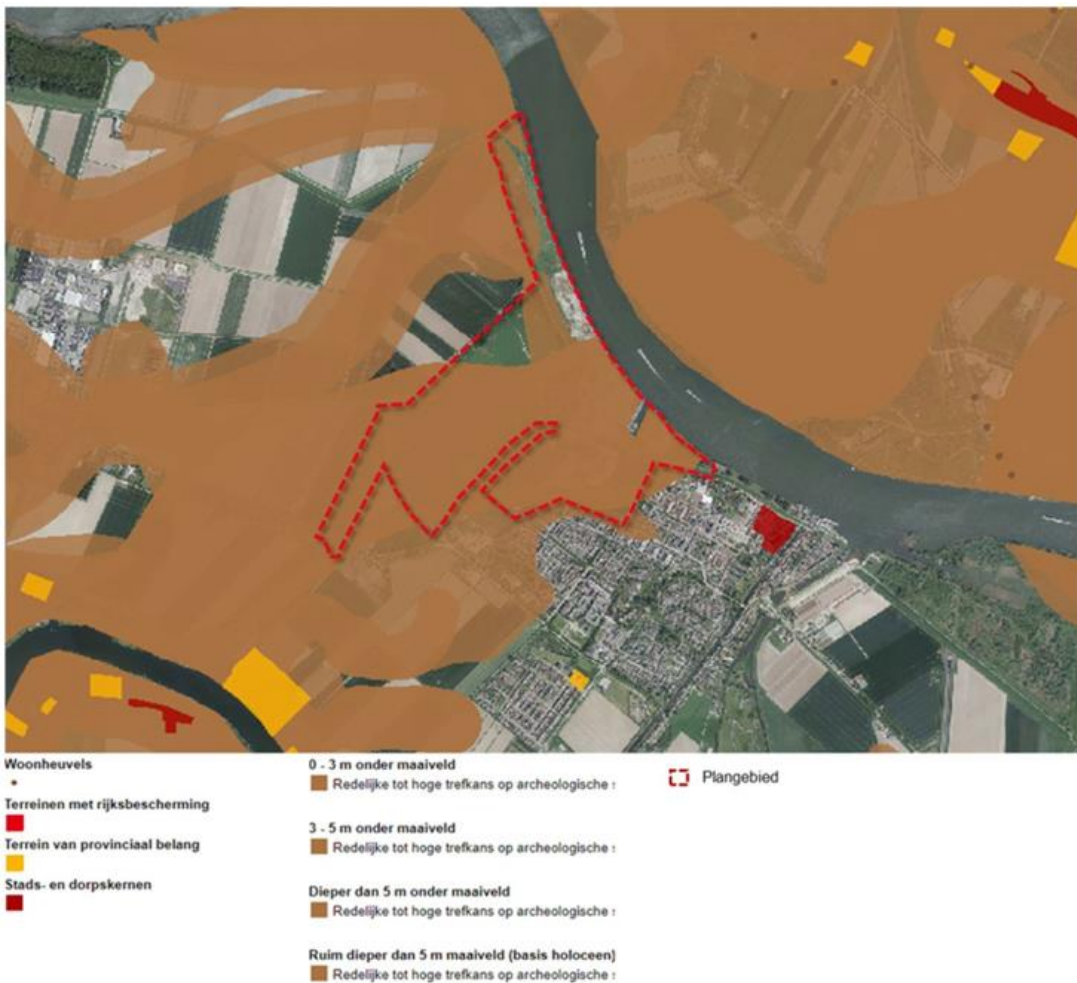 Woonheuvels
Terreinen met rijksbescherming
Terrein van provinciaal belang
Stads- en dorpskernen
0 - 3 m onder maaiveld
Redelijke tot hoge trefkans op archeologische
3 - 5 m onder maaiveld
Redelijke tot hoge trefkans op archeologische
Dieper dan 5 m onder maaiveld
Redelijke tot hoge trefkans op archeologische
Ruim dieper dan 5 m maaiveld (basis holoceen)
Redelijke tot hoge trefkans op archeologische
Plangebied